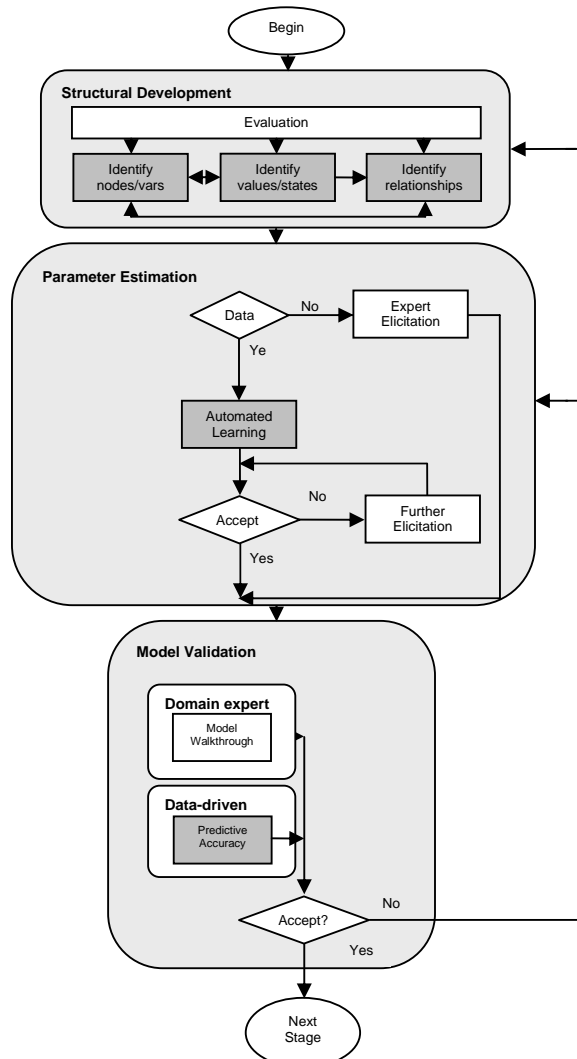 Begin
Structural Development
Evaluation
Identify
nodes/vars
Identify
values/states
Identify
relationships
Parameter Estimation
Data
No
Expert
Elicitation
Ye
Automated
Learning
No
Accept
Further
Elicitation
Yes
Model Validation
Domain expert
Model
Walkthrough
Data-driven
Predictive
Accuracy
Accept?
No
Yes
Next
Stage